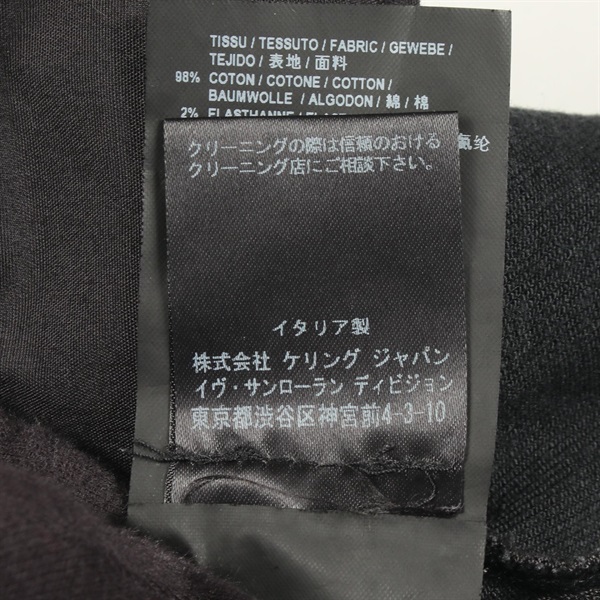 TISSU / TESSUTO / FABRIC / GEWEBE /
TEJIDO / 表地 / 面料
98% COTON / COTONE / COTTON /
BAUMWOLLE / ALGODON / 綿 / 棉
2% ELASTHANNE /
氨纶
クリーニングの際は信頼のおける
クリーニング店にご相談下さい。
イタリア製
株式会社 ケリング ジャパン
イヴ・サンローラン ディビジョン
東京都渋谷区神宮前4-3-10